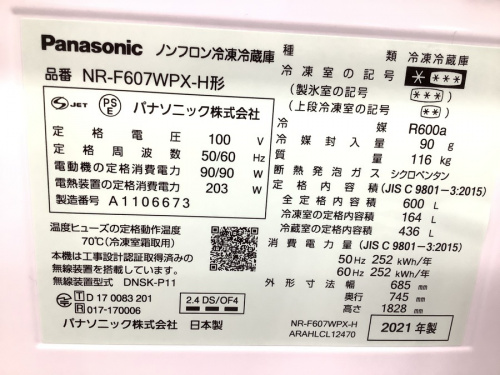 Panasonic ノンフロン冷凍冷蔵庫
品番 NR-F607WPX-H形
S JET PS E パナソニック株式会社
定格電圧 100 V
定格周波数 50/60 Hz
電動機の定格消費電力 90/90 W
電熱装置の定格消費電力 203 W
製造番号 A1106673
温度ヒューズの定格動作温度
70℃(冷凍室霜取用)
本機は工事設計認証取得済みの
無線装置を搭載しています。
無線装置型式 DNSK-P11
T D 17 0083 201
R 017-170006
2.4 DS/OF4
パナソニック株式会社 日本製
種類 冷凍冷蔵庫
冷凍室の記号 * ***
(製氷室の記号) (***)
(上段冷凍室の記号) (**)
冷媒 R600a
冷媒封入量 90 g
質量 116 kg
断熱発泡ガス シクロペンタン
定格内容積 (JIS C 9801-3:2015)
全定格内容積 600 L
冷凍室の定格内容積 164 L
冷蔵室の定格内容積 436 L
消費電力量 (JIS C 9801-3:2015)
50Hz 252 kWh/年
60Hz 252 kWh/年
外形寸法 幅 685 mm
奥行 745 mm
高さ 1828 mm
NR-F607WPX-H
ARAHLCL12470
2021年製